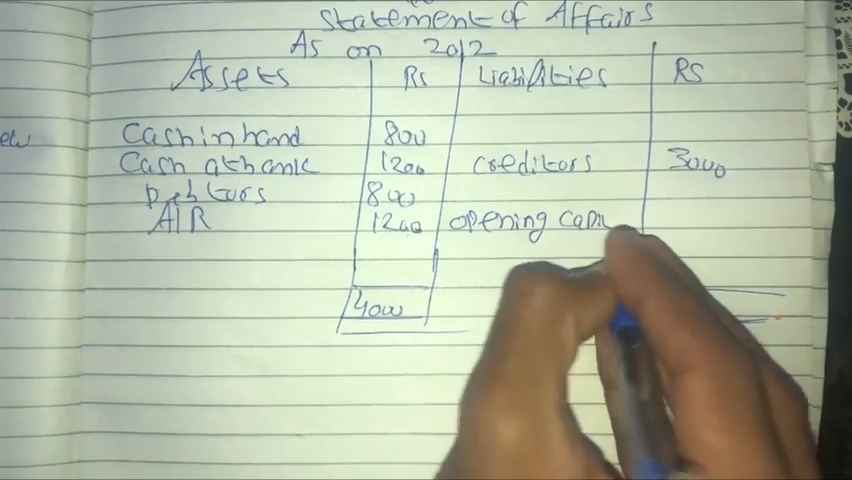 Statement of Affairs
As on 2012
Assets Rs Liabilities RS
Cash in hand 800
Cash at bank 1200 creditors 3000
Debtors 800
A/R 1200 opening capi
4000